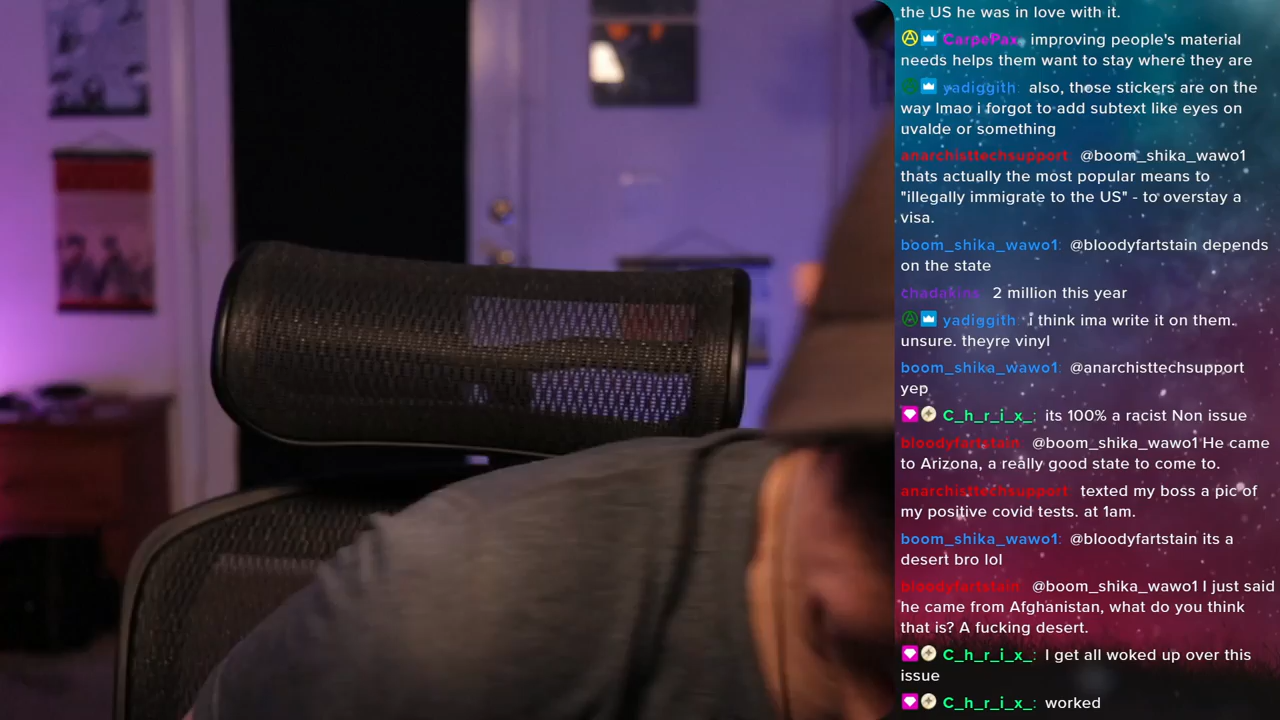 the US he was in love with it.
CarpePax: improving people's material
needs helps them want to stay where they are
yadiggith: also, those stickers are on the
way lmao i forgot to add subtext like eyes on
uvalde or something
anarchisttechsupport: @boom_shika_wawo1
thats actually the most popular means to
"illegally immigrate to the US" - to overstay a
visa.
boom_shika_wawo1: @bloodyfartstain depends
on the state
chadakins: 2 million this year
yadiggith: i think ima write it on them.
unsure. theyre vinyl
boom_shika_wawo1: @anarchisttechsupport
yep
C_h_r_i_x_: its 100% a racist Non issue
bloodyfartstain: @boom_shika_wawo1 He came
to Arizona, a really good state to come to.
anarchisttechsupport: texted my boss a pic of
my positive covid tests. at 1am.
boom_shika_wawo1: @bloodyfartstain its a
desert bro lol
bloodyfartstain: @boom_shika_wawo1 I just said
he came from Afghanistan, what do you think
that is? A fucking desert.
C_h_r_i_x_: I get all woked up over this
issue
C_h_r_i_x_: worked